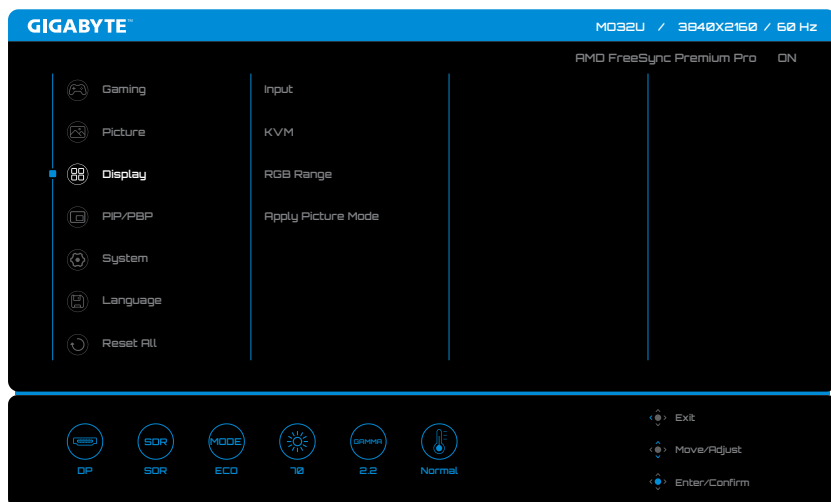 GIGABYTE™ MO32U / 3840X2160 / 60 Hz
AMD FreeSync Premium Pro ON
Gaming Input
Picture KVM
Display RGB Range
PIP/PBP Apply Picture Mode
System
Language
Reset All
SDR MODE GAMMA
DP SDR ECO 70 2.2 Normal
Exit
Move/Adjust
Enter/Confirm